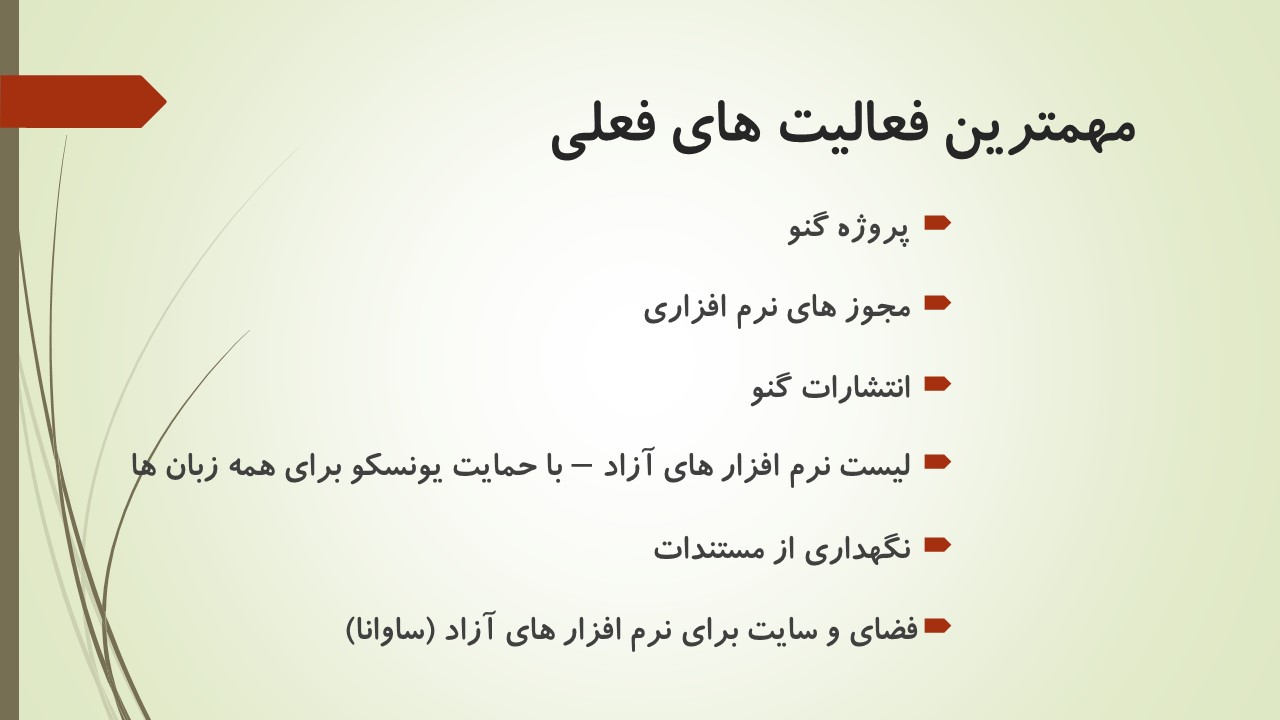 مهمترین فعالیت های فعلی
پروژه گنو
مجوز های نرم افزاری
انتشارات گنو
لیست نرم افزار های آزاد – با حمایت یونسکو برای همه زبان ها
نگهداری از مستندات
فضای و سایت برای نرم افزار های آزاد (ساوانا)